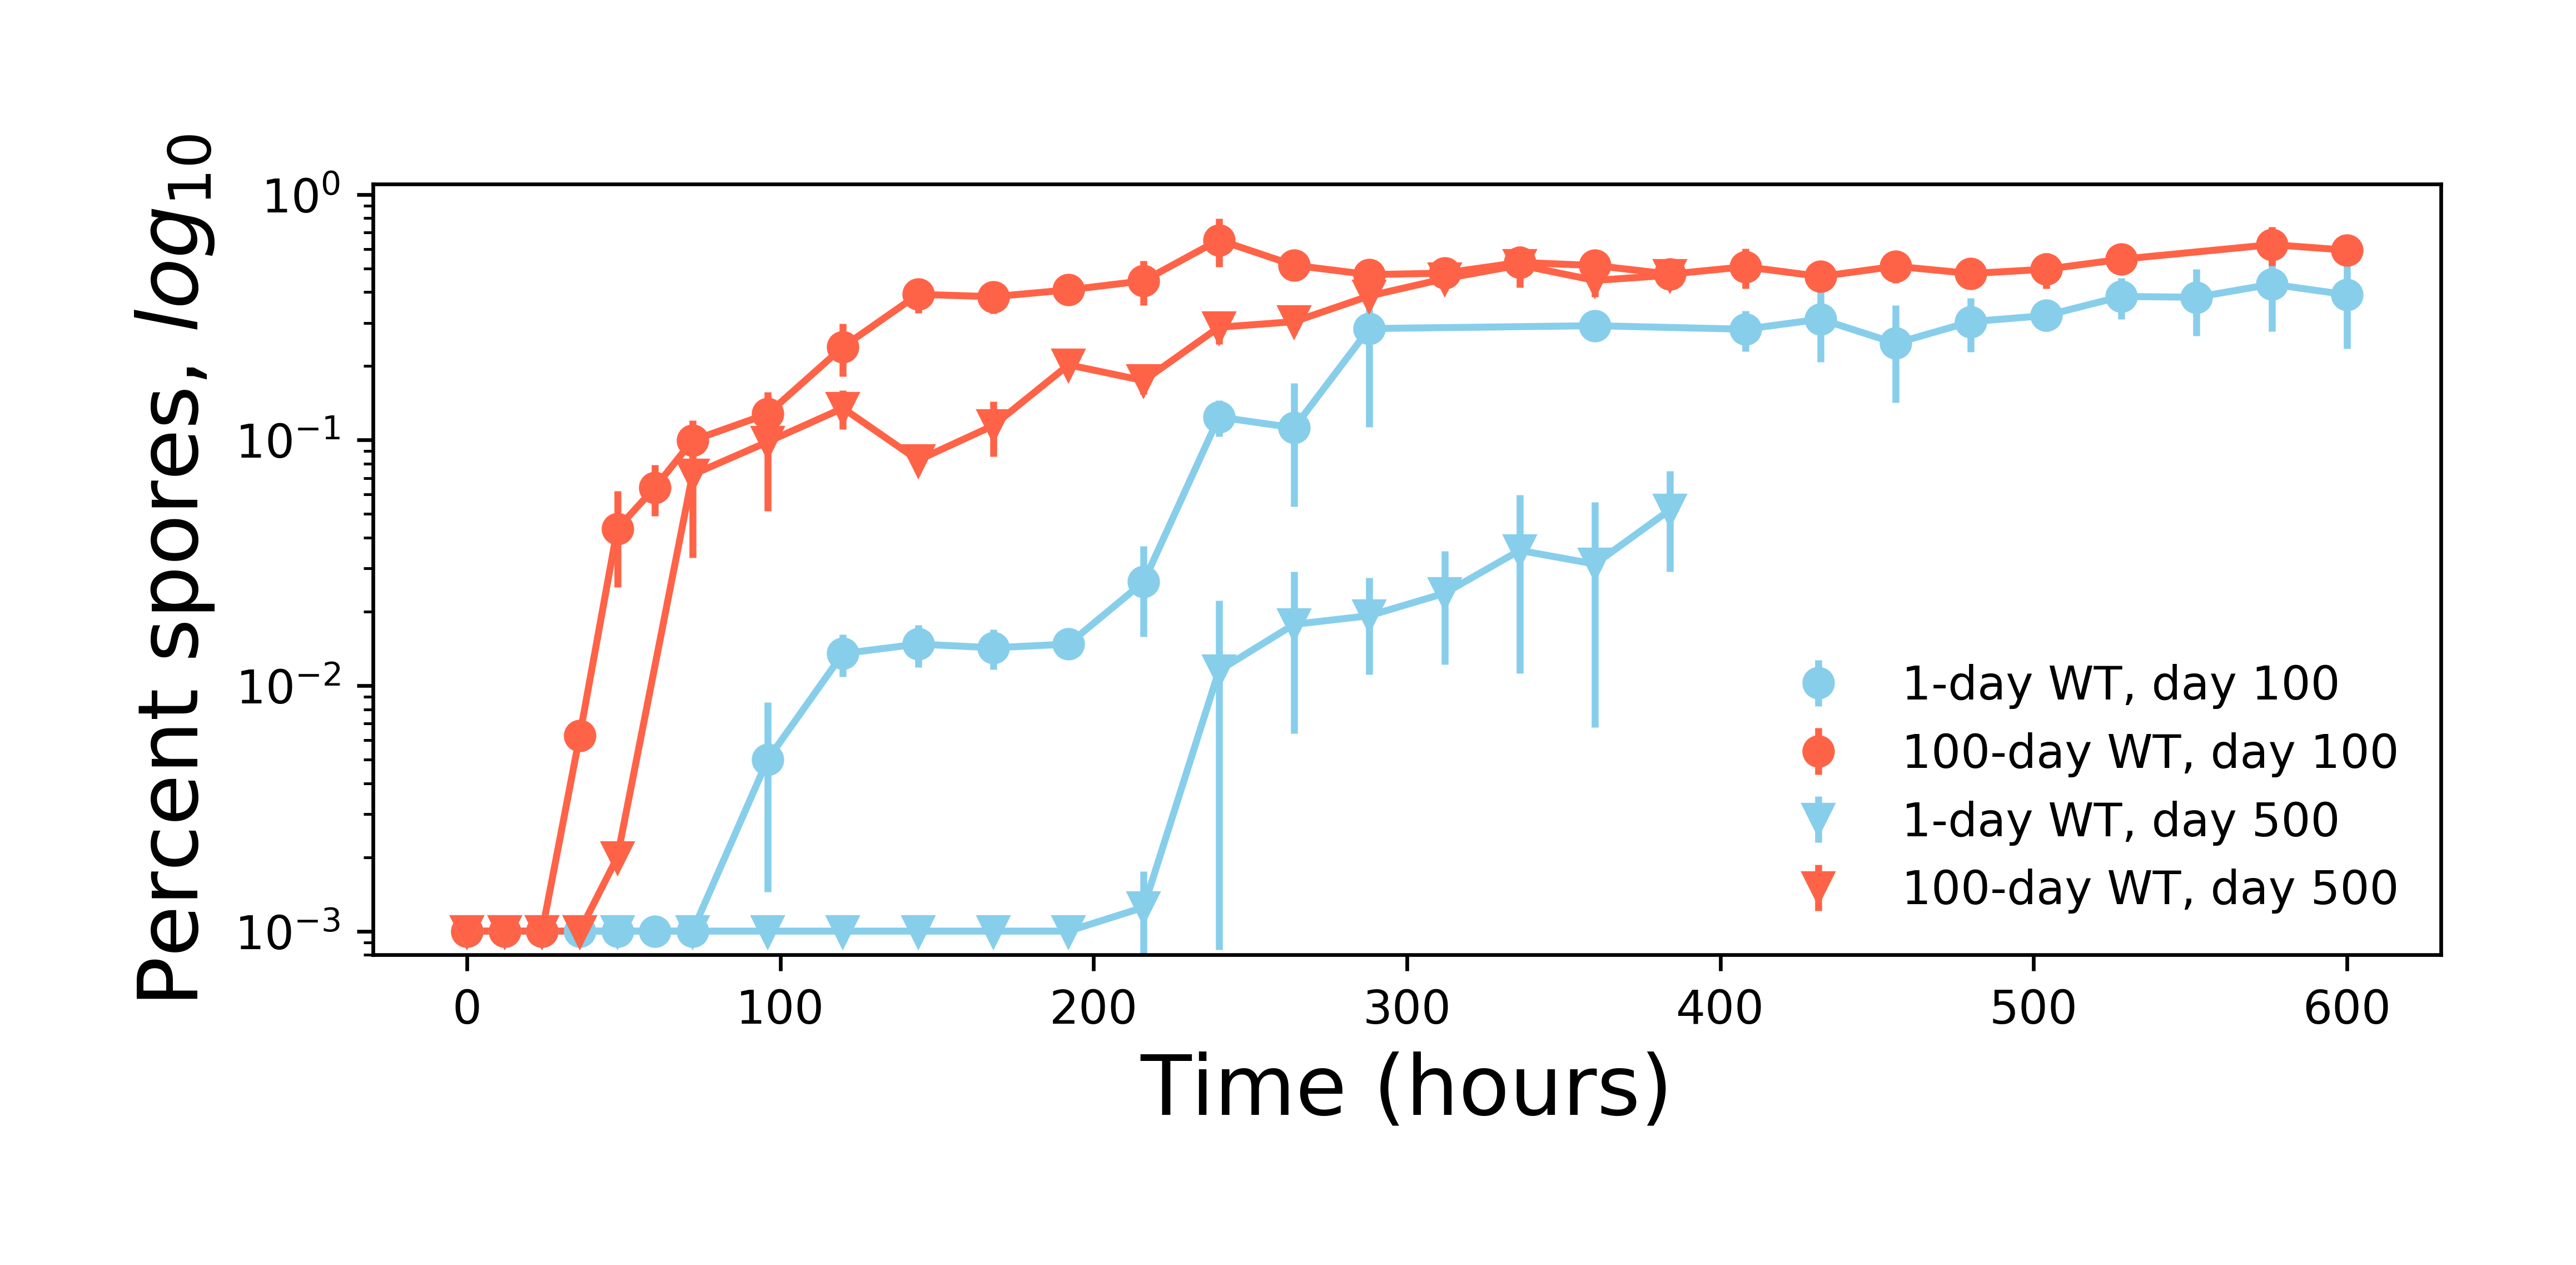 Percent spores, log₁₀
10⁰
10⁻¹
10⁻²
10⁻³
1-day WT, day 100
100-day WT, day 100
1-day WT, day 500
100-day WT, day 500
0 100 200 300 400 500 600
Time (hours)